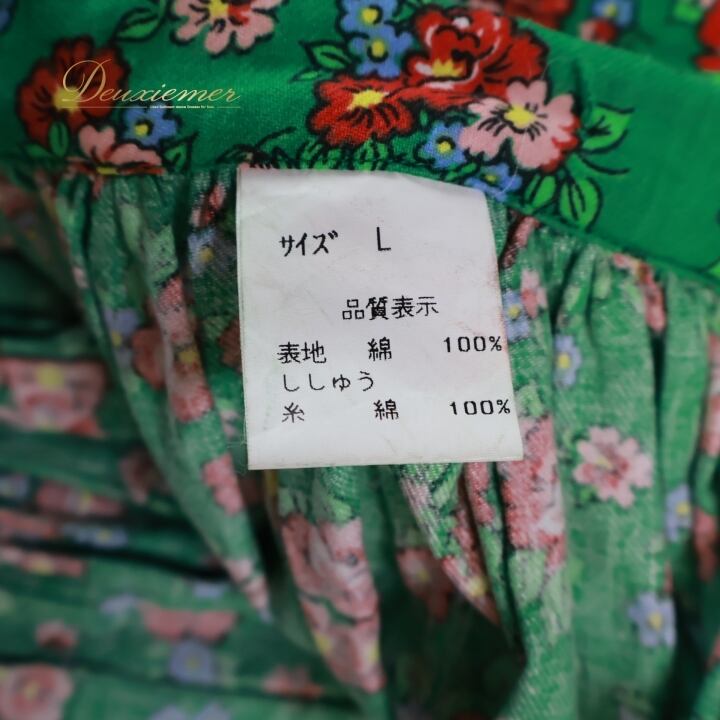 Deuxiemer
サイズ L
品質表示
表地 綿 100%
ししゅう
糸 綿 100%